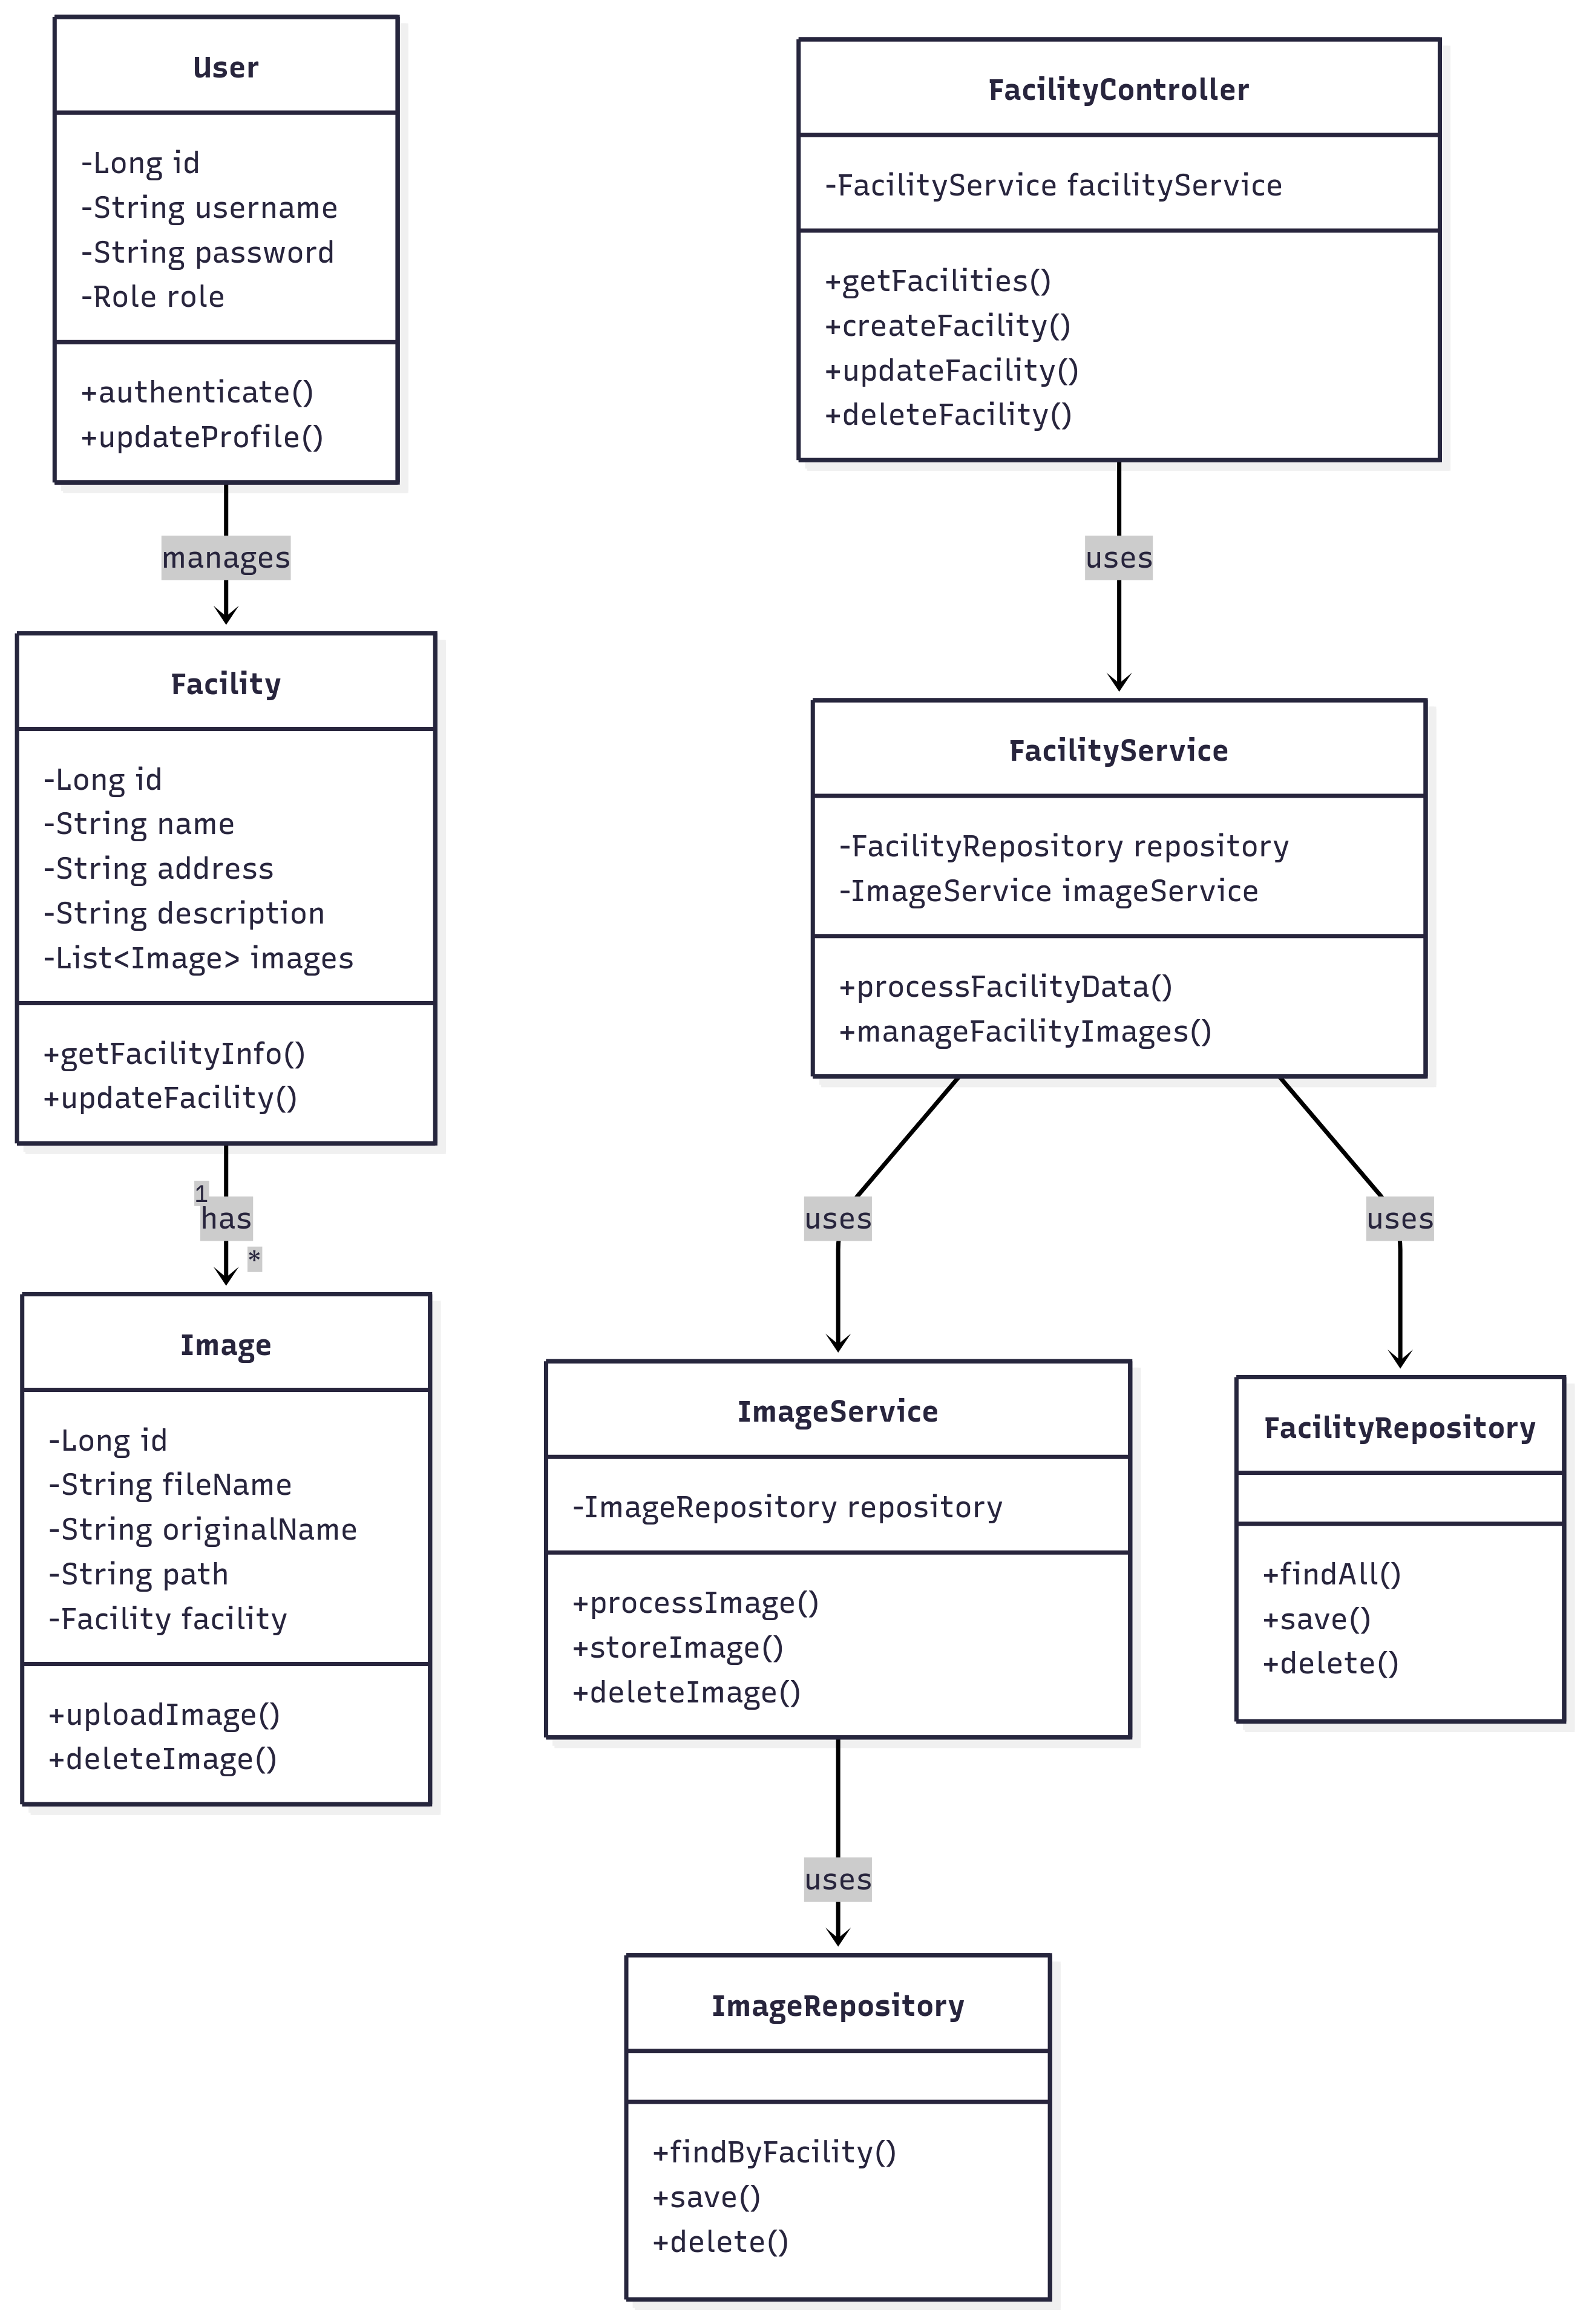 User
-Long id
-String username
-String password
-Role role
+authenticate()
+updateProfile()
manages
Facility
-Long id
-String name
-String address
-String description
-List<Image> images
+getFacilityInfo()
+updateFacility()
1
has
*
Image
-Long id
-String fileName
-String originalName
-String path
-Facility facility
+uploadImage()
+deleteImage()
FacilityController
-FacilityService facilityService
+getFacilities()
+createFacility()
+updateFacility()
+deleteFacility()
uses
FacilityService
-FacilityRepository repository
-ImageService imageService
+processFacilityData()
+manageFacilityImages()
uses
uses
ImageService
-ImageRepository repository
+processImage()
+storeImage()
+deleteImage()
FacilityRepository
+findAll()
+save()
+delete()
uses
ImageRepository
+findByFacility()
+save()
+delete()